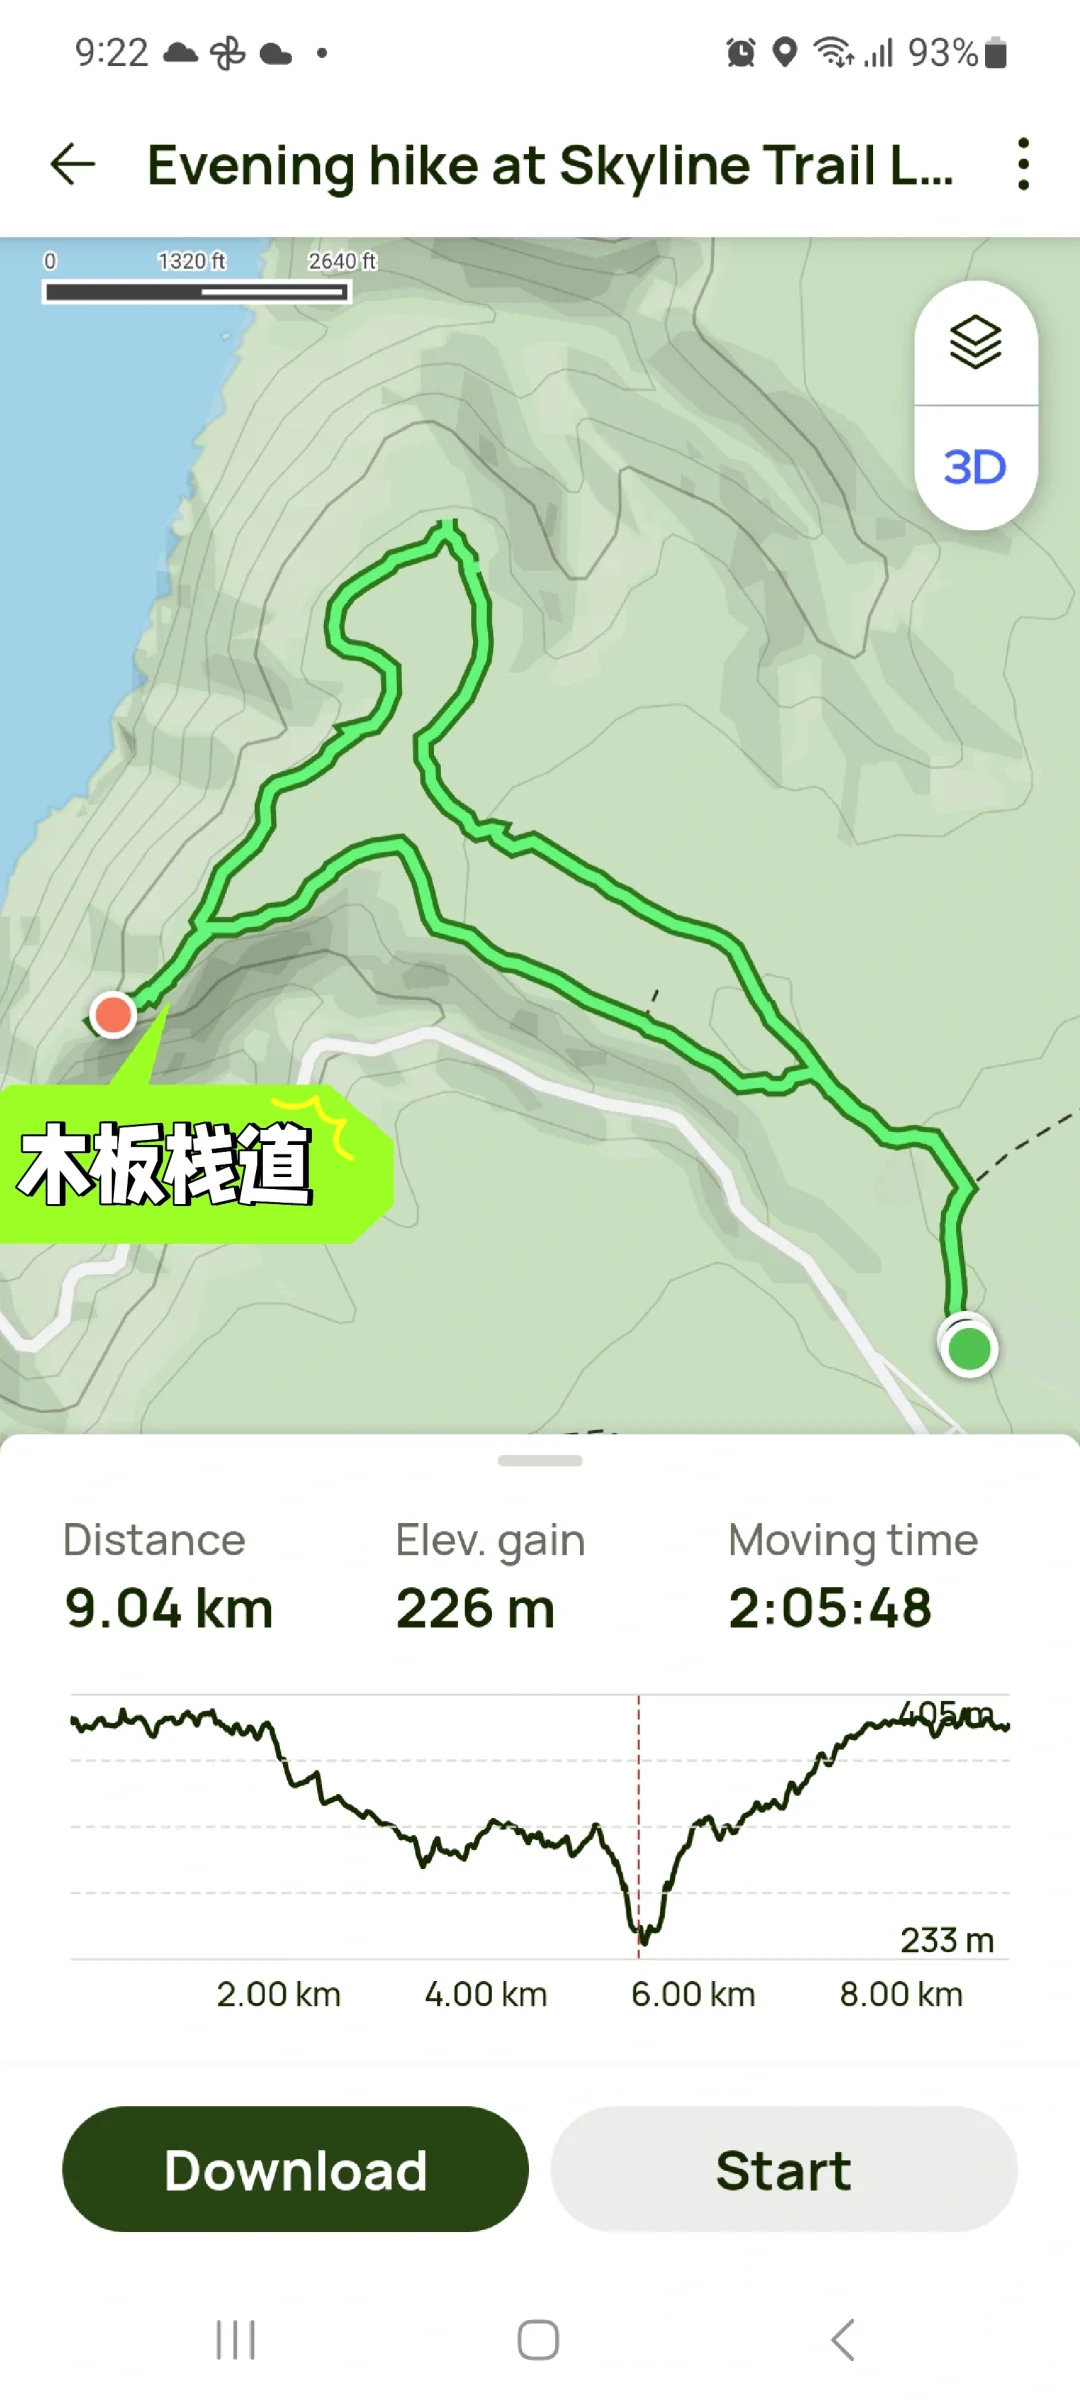 9:22
93%
Evening hike at Skyline Trail L...
0 1320 ft 2640 ft
3D
木板栈道
Distance Elev. gain Moving time
9.04 km 226 m 2:05:48
405 m
233 m
2.00 km 4.00 km 6.00 km 8.00 km
Download Start